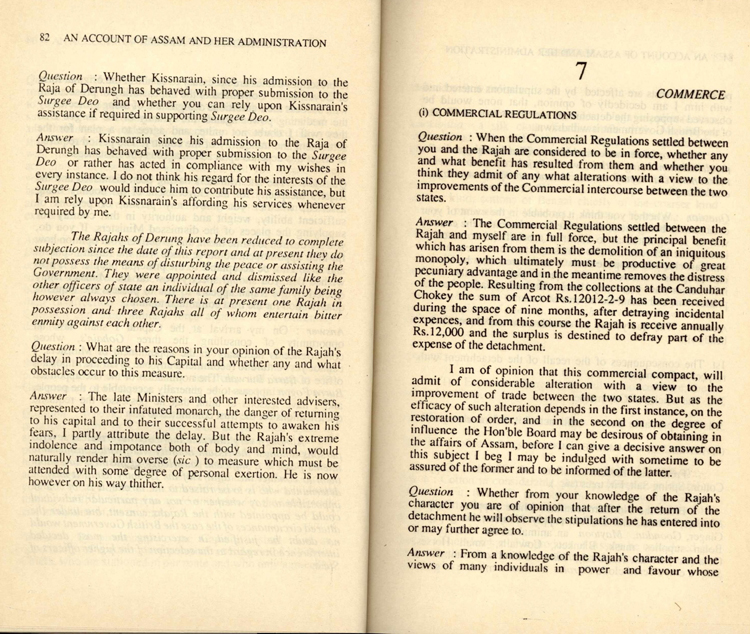 82 AN ACCOUNT OF ASSAM AND HER ADMINISTRATION
Question : Whether Kissnarain, since his admission to the
Raja of Derungh has behaved with proper submission to the
Surgee Deo and whether you can rely upon Kissnarain's
assistance if required in supporting Surgee Deo.
Answer : Kissnarain since his admission to the Raja of
Derungh has behaved with proper submission to the Surgee
Deo or rather has acted in compliance with my wishes in
every instance. I do not think his regard for the interests of the
Surgee Deo would induce him to contribute his assistance, but
I am rely upon Kissnarain's affording his services whenever
required by me.
The Rajahs of Derung have been reduced to complete
subjection since the date of this report and at present they do
not possess the means of disturbing the peace or assisting the
Government. They were appointed and dismissed like the
other officers of state an individual of the same family being
however always chosen. There is at present one Rajah in
possession and three Rajahs all of whom entertain bitter
enmity against each other.
Question : What are the reasons in your opinion of the Rajah's
delay in proceeding to his Capital and whether any and what
obstacles occur to this measure.
Answer : The late Ministers and other interested advisers,
represented to their infatuted monarch, the danger of returning
to his capital and to their successful attempts to awaken his
fears, I partly attribute the delay. But the Rajah's extreme
indolence and impotance both of body and mind, would
naturally render him overse (sic ) to measure which must be
attended with some degree of personal exertion. He is now
however on his way thither.
7
COMMERCE
(i) COMMERCIAL REGULATIONS
Question : When the Commercial Regulations settled between
you and the Rajah are considered to be in force, whether any
and what benefit has resulted from them and whether you
think they admit of any what alterations with a view to the
improvements of the Commercial intercourse between the two
states.
Answer : The Commercial Regulations settled between the
Rajah and myself are in full force, but the principal benefit
which has arisen from them is the demolition of an iniquitous
monopoly, which ultimately must be productive of great
pecuniary advantage and in the meantime removes the distress
of the people. Resulting from the collections at the Canduhar
Chokey the sum of Arcot Rs.12012-2-9 has been received
during the space of nine months, after detraying incidental
expences, and from this course the Rajah is receive annually
Rs.12,000 and the surplus is destined to defray part of the
expense of the detachment.
I am of opinion that this commercial compact, will
admit of considerable alteration with a view to the
improvement of trade between the two states. But as the
efficacy of such alteration depends in the first instance, on the
restoration of order, and in the second on the degree of
influence the Hon'ble Board may be desirous of obtaining in
the affairs of Assam, before I can give a decisive answer on
this subject I beg I may be indulged with sometime to be
assured of the former and to be informed of the latter.
Question : Whether from your knowledge of the Rajah's
character you are of opinion that after the return of the
detachment he will observe the stipulations he has entered into
or may further agree to.
Answer : From a knowledge of the Rajah's character and the
views of many individuals in power and favour whose